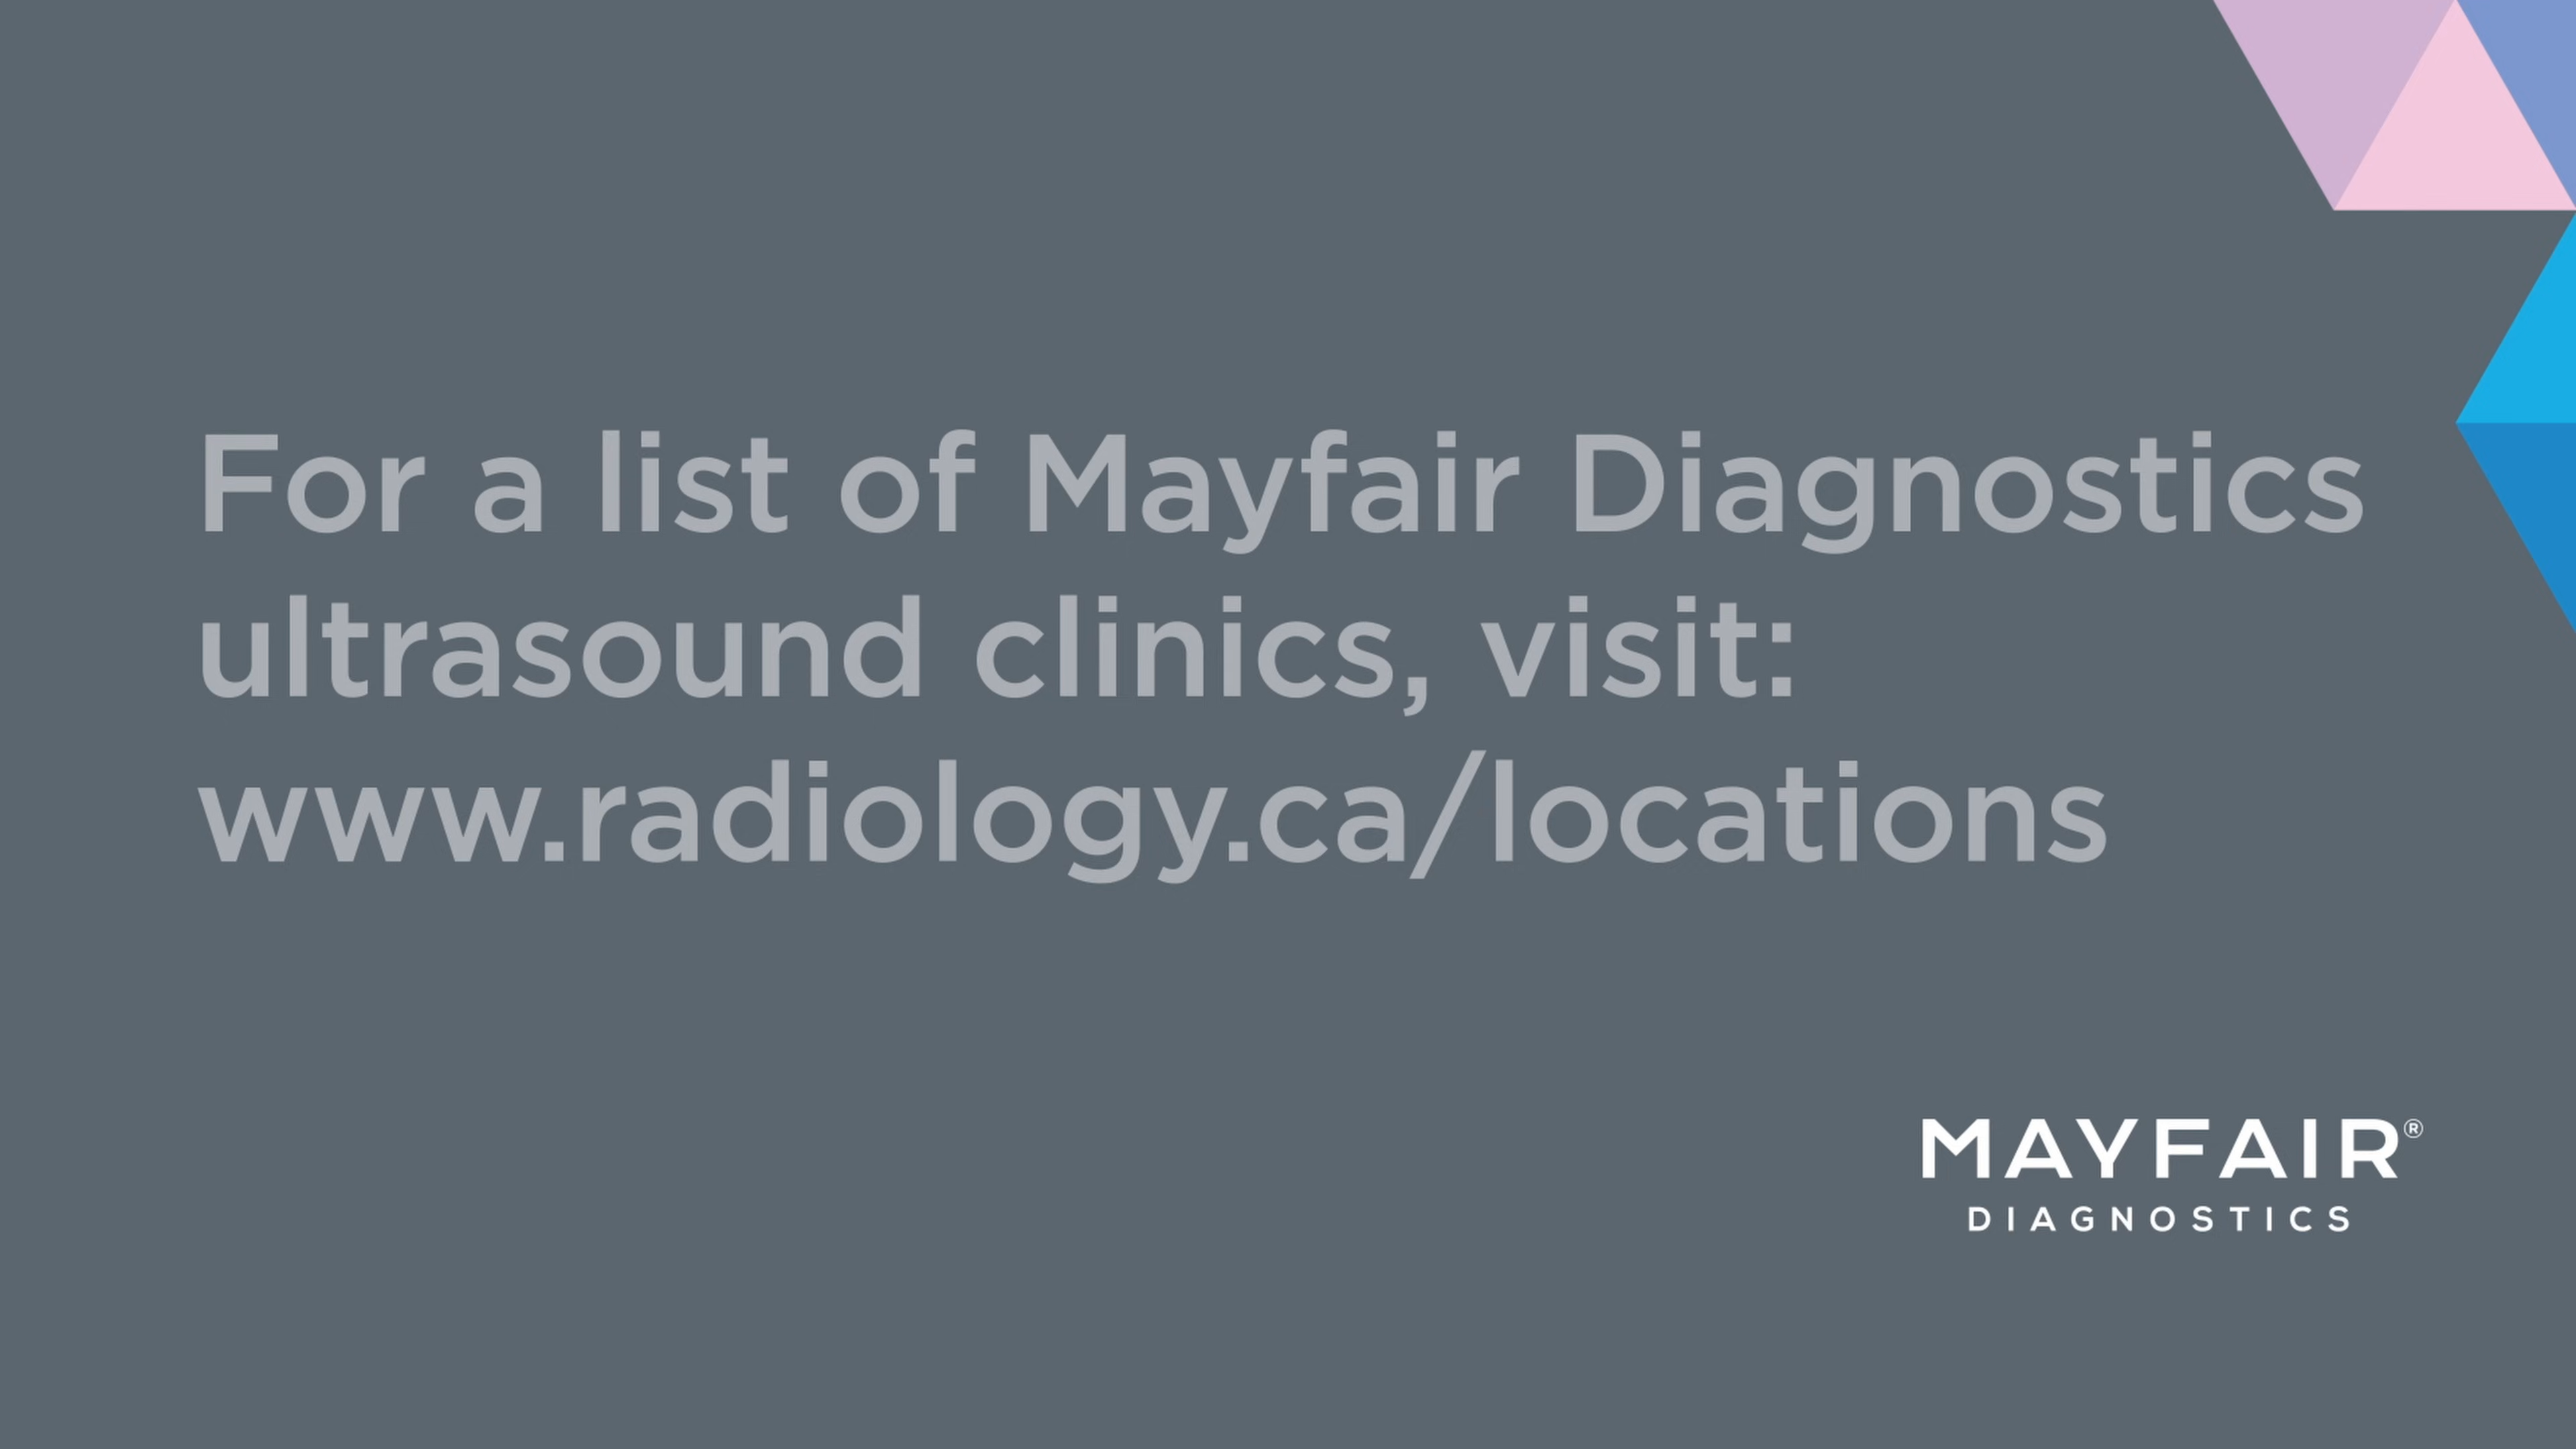 For a list of Mayfair Diagnostics
ultrasound clinics, visit:
www.radiology.ca/locations
MAYFAIR®
DIAGNOSTICS